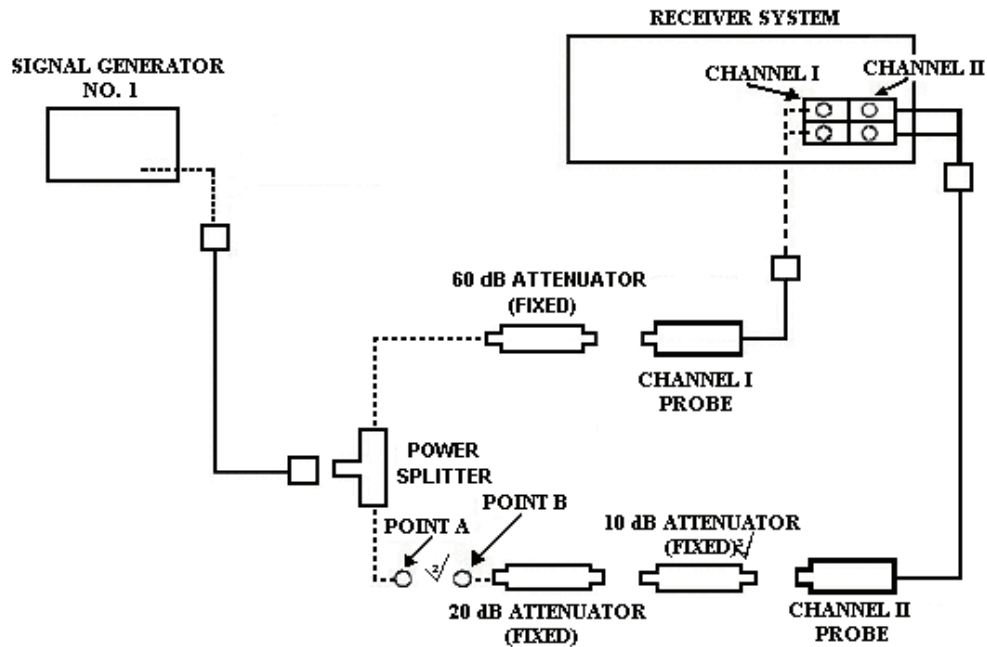 RECEIVER SYSTEM
SIGNAL GENERATOR
NO. 1
CHANNEL I
CHANNEL II
60 dB ATTENUATOR
(FIXED)
CHANNEL I
PROBE
POWER
SPLITTER
POINT A
2/
POINT B
10 dB ATTENUATOR
(FIXED)
20 dB ATTENUATOR
(FIXED)
CHANNEL II
PROBE